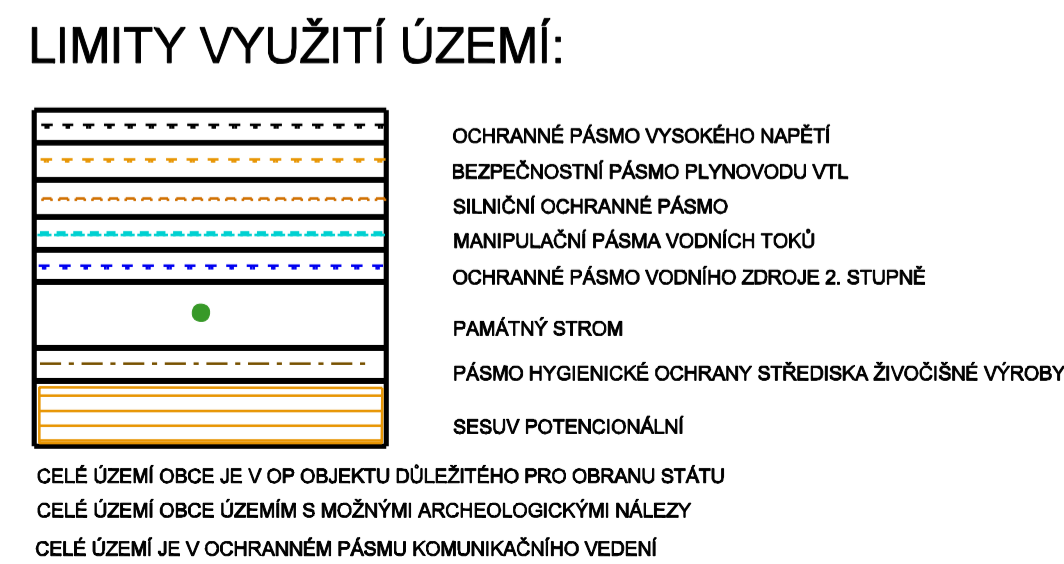 LIMITY VYUŽITÍ ÚZEMÍ:
OCHRANNÉ PÁSMO VYSOKÉHO NAPĚTÍ
BEZPEČNOSTNÍ PÁSMO PLYNOVODU VTL
SILNIČNÍ OCHRANNÉ PÁSMO
MANIPULAČNÍ PÁSMA VODNÍCH TOKŮ
OCHRANNÉ PÁSMO VODNÍHO ZDROJE 2. STUPNĚ
PAMÁTNÝ STROM
PÁSMO HYGIENICKÉ OCHRANY STŘEDISKA ŽIVOČIŠNÉ VÝROBY
SESUV POTENCIONÁLNÍ
CELÉ ÚZEMÍ OBCE JE V OP OBJEKTU DŮLEŽITÉHO PRO OBRANU STÁTU
CELÉ ÚZEMÍ OBCE ÚZEMÍM S MOŽNÝMI ARCHEOLOGICKÝMI NÁLEZY
CELÉ ÚZEMÍ JE V OCHRANNÉM PÁSMU KOMUNIKAČNÍHO VEDENÍ